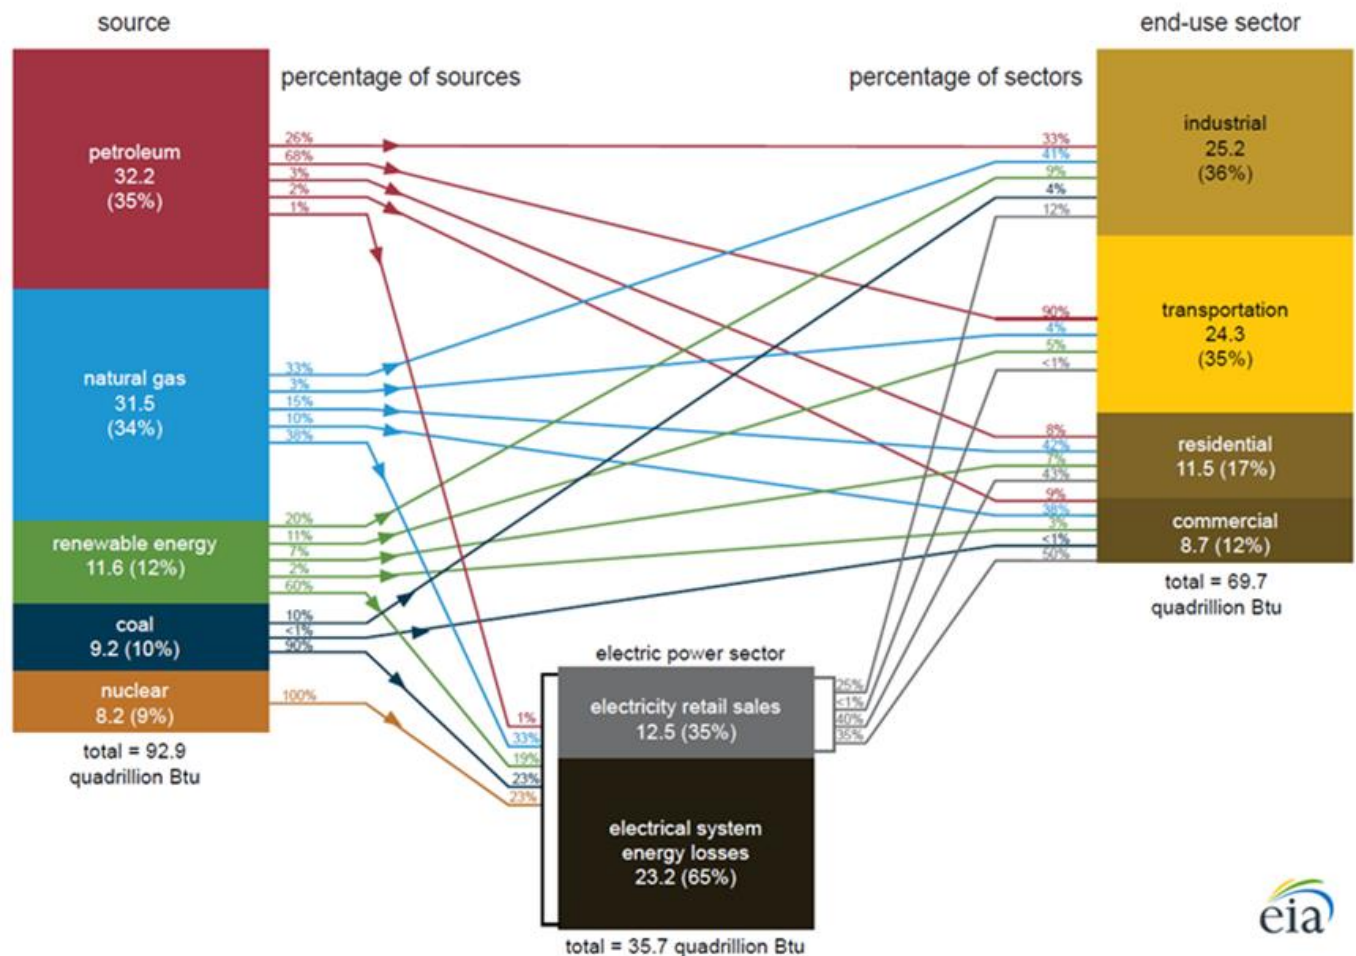 source
end-use sector
percentage of sources
percentage of sectors
petroleum
32.2
(35%)
26%
68%
3%
2%
1%
natural gas
31.5
(34%)
33%
3%
15%
10%
38%
renewable energy
11.6 (12%)
20%
11%
7%
2%
60%
coal
9.2 (10%)
10%
<1%
90%
nuclear
8.2 (9%)
100%
total = 92.9
quadrillion Btu
1%
33%
19%
23%
23%
electric power sector
electricity retail sales
12.5 (35%)
electrical system
energy losses
23.2 (65%)
total = 35.7 quadrillion Btu
25%
<1%
40%
35%
33%
41%
9%
4%
12%
industrial
25.2
(36%)
90%
4%
5%
<1%
transportation
24.3
(35%)
8%
42%
7%
43%
residential
11.5 (17%)
9%
38%
3%
<1%
50%
commercial
8.7 (12%)
total = 69.7
quadrillion Btu
eia